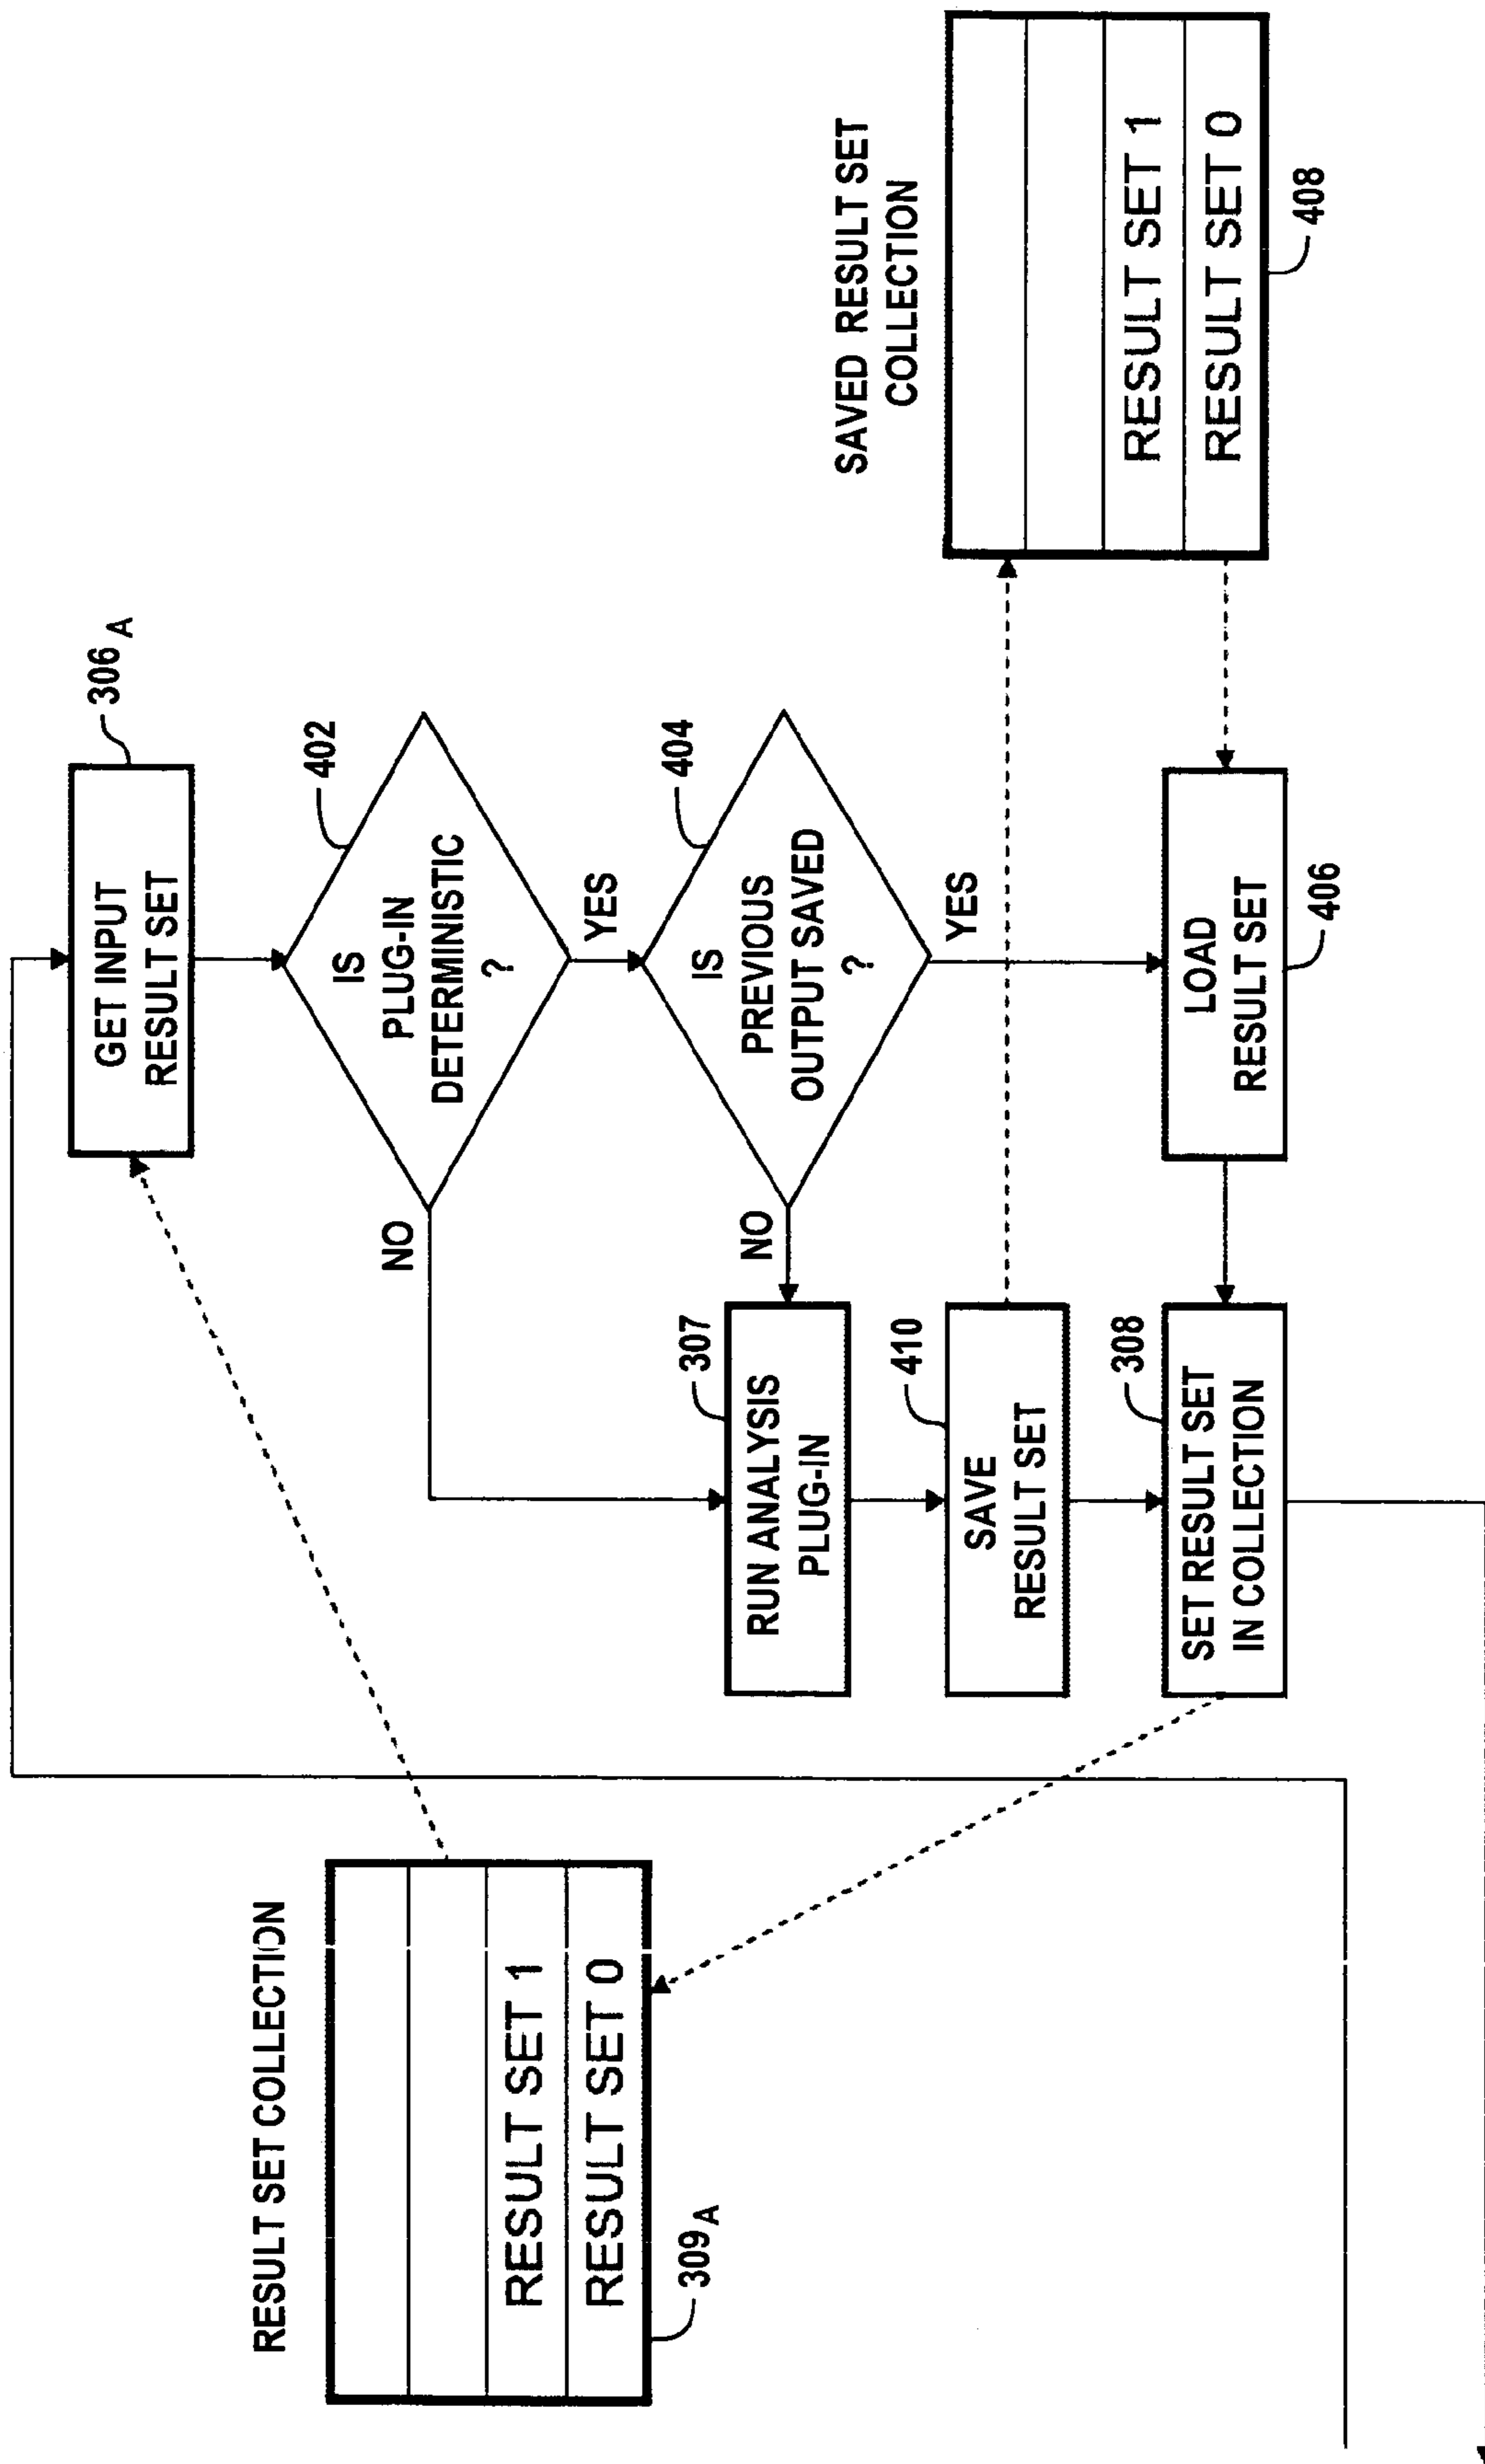 306 A
GET INPUT
RESULT SET
RESULT SET COLLECTION
402
IS
PLUG-IN
DETERMINISTIC
?
NO
YES
RESULT SET 1
RESULT SET 0
309 A
404
IS
PREVIOUS
OUTPUT SAVED
?
NO
YES
307
RUN ANALYSIS
PLUG-IN
SAVED RESULT SET
COLLECTION
410
SAVE
RESULT SET
RESULT SET 1
RESULT SET 0
408
308
SET RESULT SET
IN COLLECTION
LOAD
RESULT SET
406